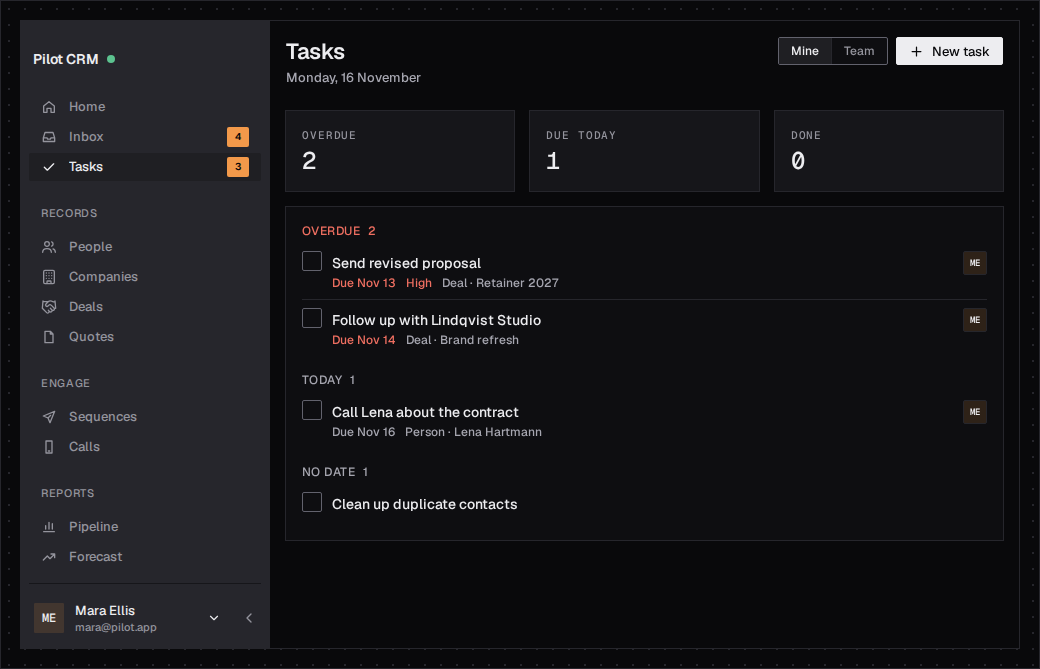 Pilot CRM
Home
Inbox 4
Tasks 3
RECORDS
People
Companies
Deals
Quotes
ENGAGE
Sequences
Calls
REPORTS
Pipeline
Forecast
ME
Mara Ellis
mara@pilot.app
Tasks
Monday, 16 November
Mine Team
New task
OVERDUE
2
DUE TODAY
1
DONE
0
OVERDUE 2
Send revised proposal
Due Nov 13 High Deal · Retainer 2027
ME
Follow up with Lindqvist Studio
Due Nov 14 Deal · Brand refresh
ME
TODAY 1
Call Lena about the contract
Due Nov 16 Person · Lena Hartmann
ME
NO DATE 1
Clean up duplicate contacts